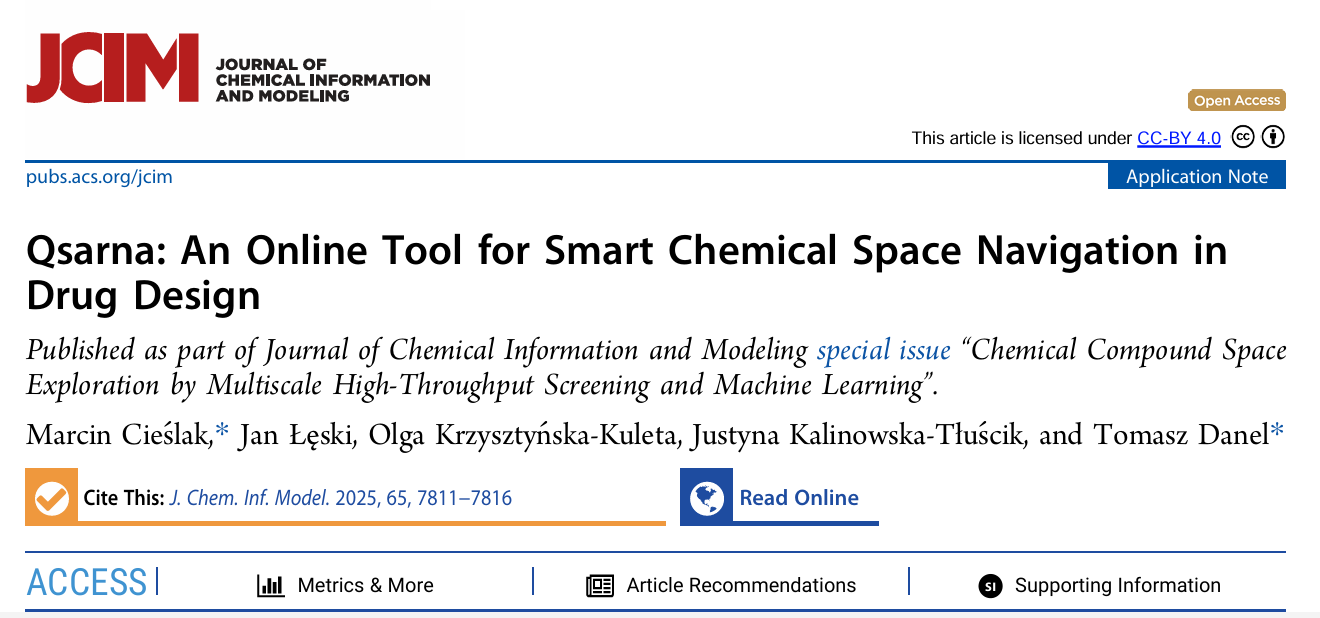 JCIM
JOURNAL OF
CHEMICAL INFORMATION
AND MODELING
Open Access
This article is licensed under CC-BY 4.0 cc
pubs.acs.org/jcim
Application Note
Qsarna: An Online Tool for Smart Chemical Space Navigation in
Drug Design
Published as part of Journal of Chemical Information and Modeling special issue “Chemical Compound Space
Exploration by Multiscale High-Throughput Screening and Machine Learning”.
Marcin Cieślak,* Jan Łęski, Olga Krzysztyńska-Kuleta, Justyna Kalinowska-Tłuścik, and Tomasz Danel*
Cite This: J. Chem. Inf. Model. 2025, 65, 7811–7816
Read Online
ACCESS
Metrics & More
Article Recommendations
SI Supporting Information